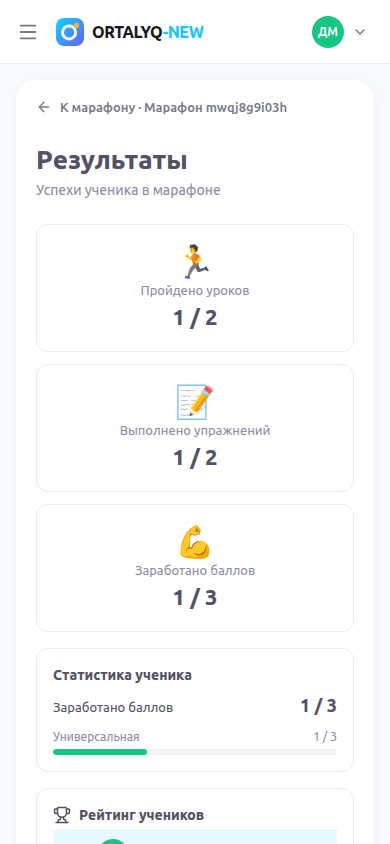 ORTALYQ-NEW
ДМ
К марафону · Марафон mwqj8g9i03h
Результаты
Успехи ученика в марафоне
Пройдено уроков
1 / 2
Выполнено упражнений
1 / 2
Заработано баллов
1 / 3
Статистика ученика
Заработано баллов 1 / 3
Универсальная 1 / 3
Рейтинг учеников